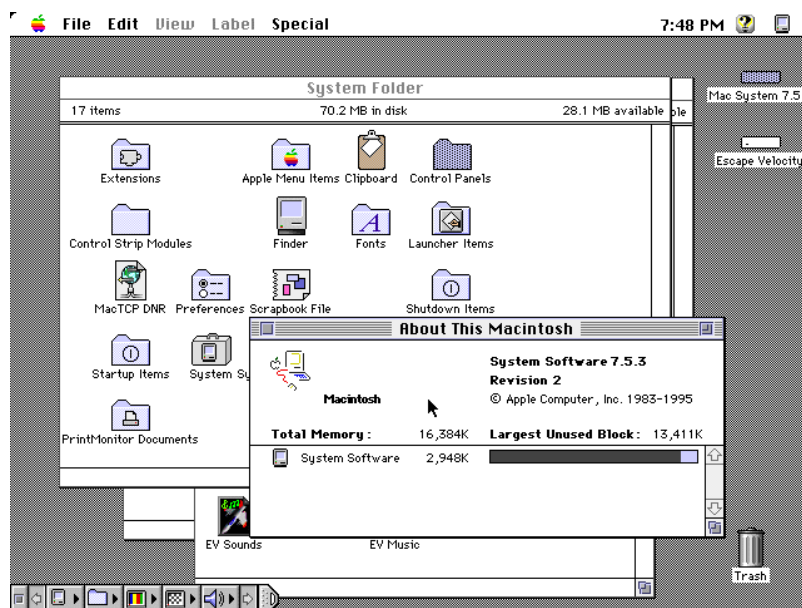 File Edit View Label Special 7:48 PM
System Folder
17 items 70.2 MB in disk 28.1 MB available ble
Mac System 7.5
Escape Velocity
Extensions Apple Menu Items Clipboard Control Panels
Control Strip Modules Finder Fonts Launcher Items
MacTCP DNR Preferences Scrapbook File Shutdown Items
Startup Items System Sy
PrintMonitor Documents
About This Macintosh
System Software 7.5.3
Revision 2
Macintosh © Apple Computer, Inc. 1983-1995
Total Memory : 16,384K Largest Unused Block : 13,411K
System Software 2,948K
EV Sounds EV Music
Trash